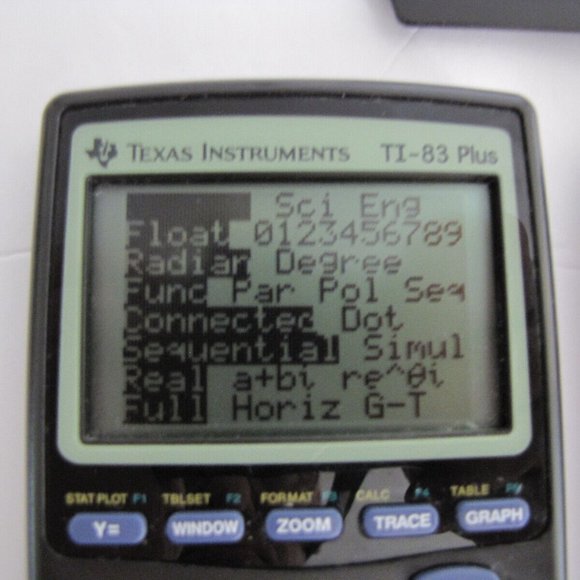 TEXAS INSTRUMENTS TI-83 Plus
Sci Eng
Float 0123456789
Radian Degree
Func Par Pol Seq
Connected Dot
Sequential Simul
Real a+bi re^θi
Full Horiz G-T
STAT PLOT F1 TBLSET F2 FORMAT F3 CALC F4 TABLE F5
Y= WINDOW ZOOM TRACE GRAPH